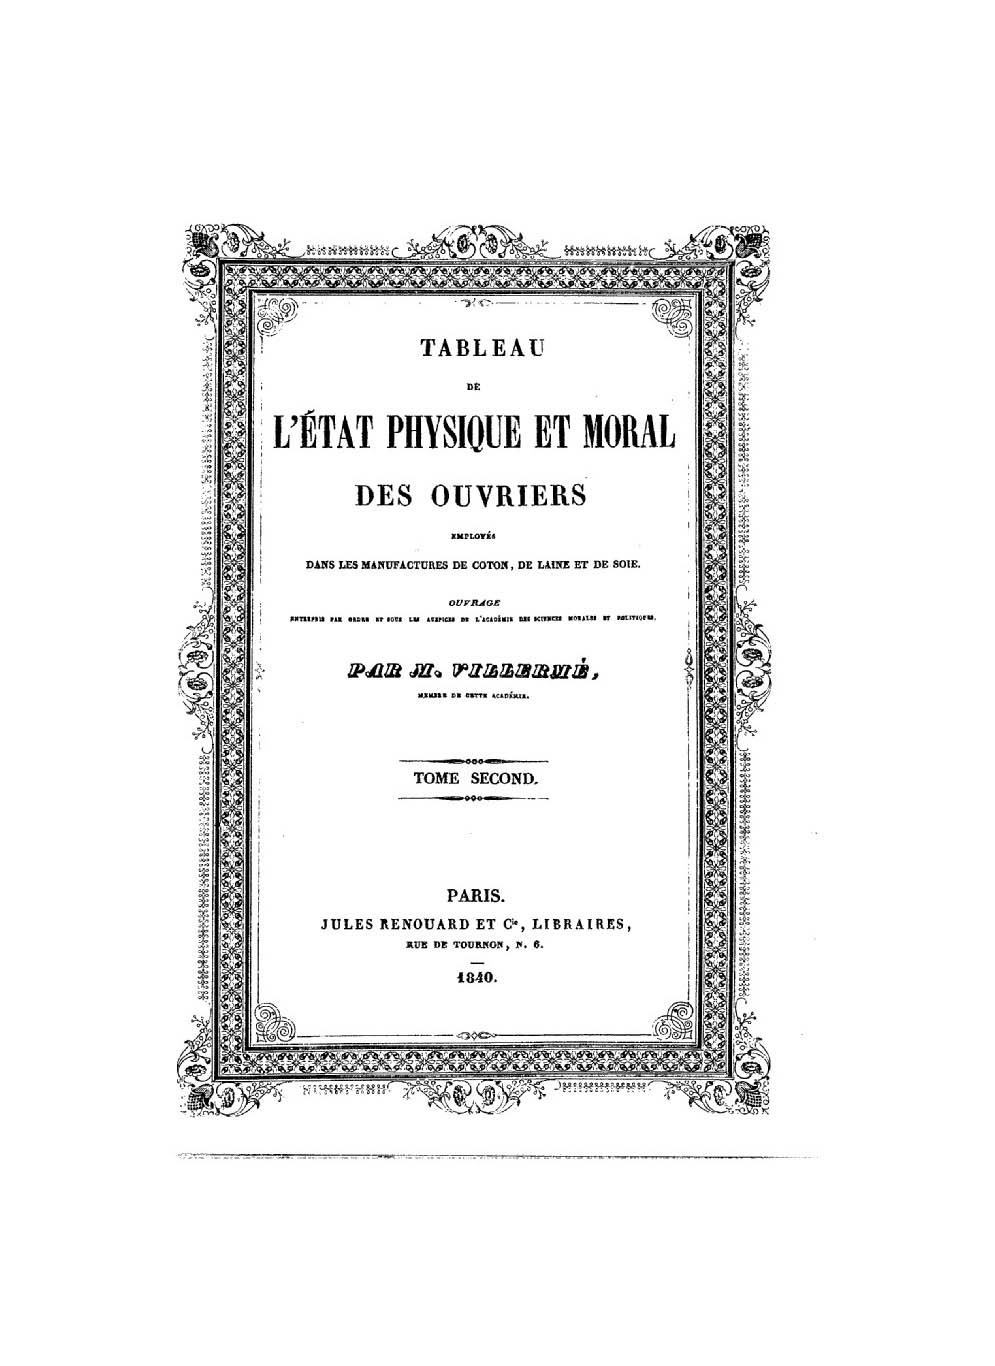 TABLEAU
DE
L'ÉTAT PHYSIQUE ET MORAL
DES OUVRIERS
EMPLOYÉS
DANS LES MANUFACTURES DE COTON, DE LAINE ET DE SOIE.
OUVRAGE
ENTREPRIS PAR ORDRE ET SOUS LES AUSPICES DE L'ACADÉMIE DES SCIENCES MORALES ET POLITIQUES.
PAR M. VILLERMÉ,
MEMBRE DE CETTE ACADÉMIE.
TOME SECOND.
PARIS.
JULES RENOUARD ET Cie, LIBRAIRES,
RUE DE TOURNON, N. 6.
1840.